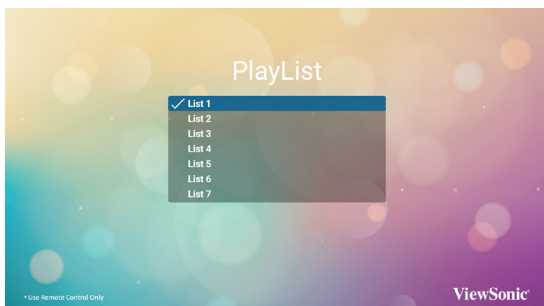 PlayList
List 1
List 2
List 3
List 4
List 5
List 6
List 7
* Use Remote Control Only
ViewSonic®